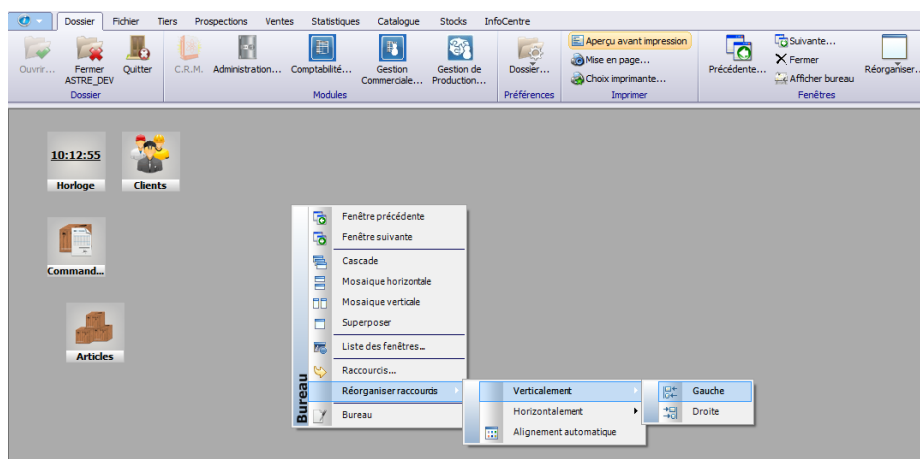 Dossier Fichier Tiers Prospections Ventes Statistiques Catalogue Stocks InfoCentre
Ouvrir... Fermer ASTRE_DEV Quitter
Dossier
C.R.M. Administration... Comptabilité... Gestion Commerciale... Gestion de Production...
Modules
Dossier...
Préférences
Aperçu avant impression
Mise en page...
Choix imprimante...
Imprimer
Précédente...
Suivante...
Fermer
Afficher bureau
Réorganiser...
Fenêtres
10:12:55
Horloge
Clients
Command...
Articles
Bureau
Fenêtre précédente
Fenêtre suivante
Cascade
Mosaique horizontale
Mosaique verticale
Superposer
Liste des fenêtres...
Raccourcis...
Réorganiser raccourcis
Bureau
Verticalement
Horizontalement
Alignement automatique
Gauche
Droite